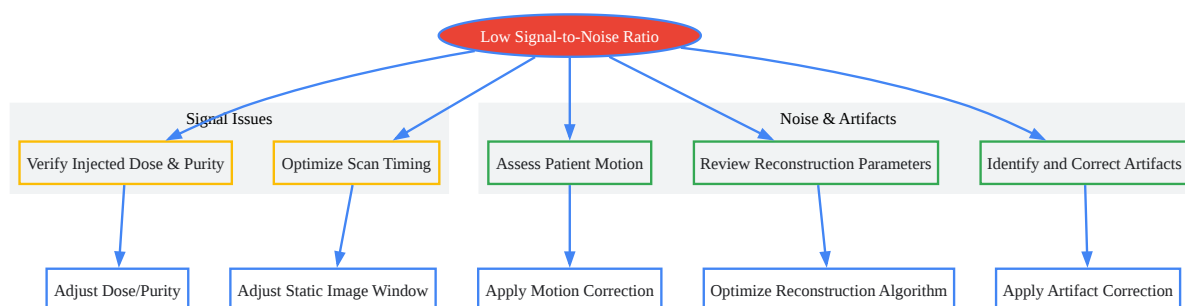 Low Signal-to-Noise Ratio
Signal Issues
Noise & Artifacts
Verify Injected Dose & Purity
Optimize Scan Timing
Assess Patient Motion
Review Reconstruction Parameters
Identify and Correct Artifacts
Adjust Dose/Purity
Adjust Static Image Window
Apply Motion Correction
Optimize Reconstruction Algorithm
Apply Artifact Correction